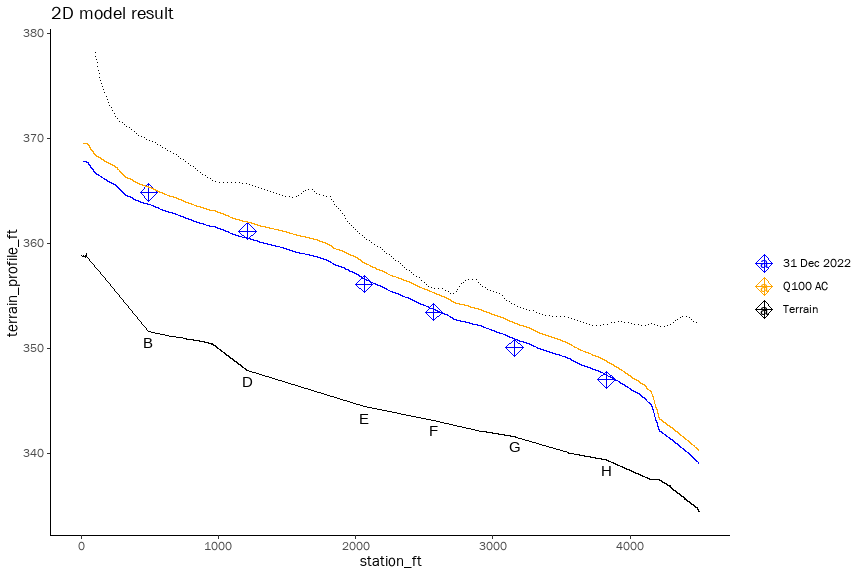 2D model result
380
370
360
350
340
terrain_profile_ft
B
D
E
F
G
H
0
1000
2000
3000
4000
station_ft
31 Dec 2022
Q100 AC
Terrain